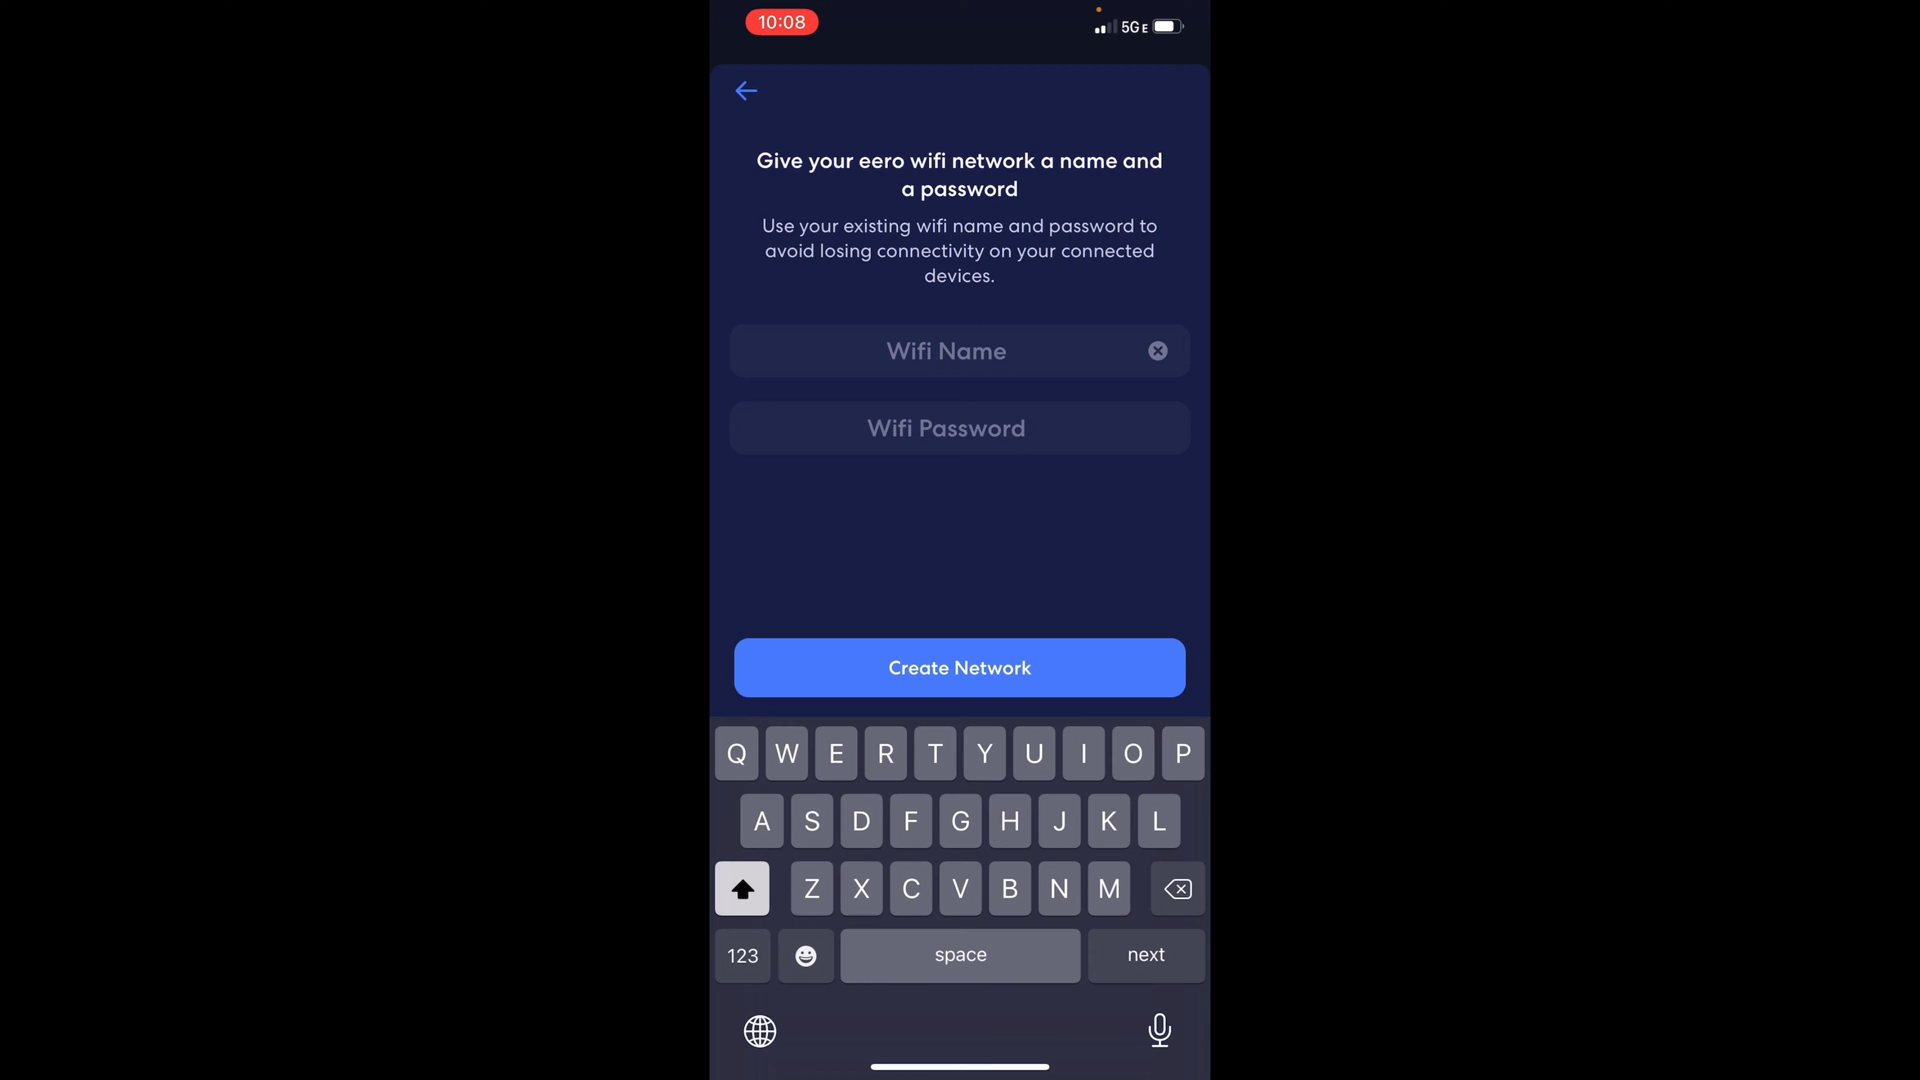 10:08
5GE
Give your eero wifi network a name and
a password
Use your existing wifi name and password to
avoid losing connectivity on your connected
devices.
Wifi Name
Wifi Password
Create Network
Q W E R T Y U I O P
A S D F G H J K L
Z X C V B N M
123 space next